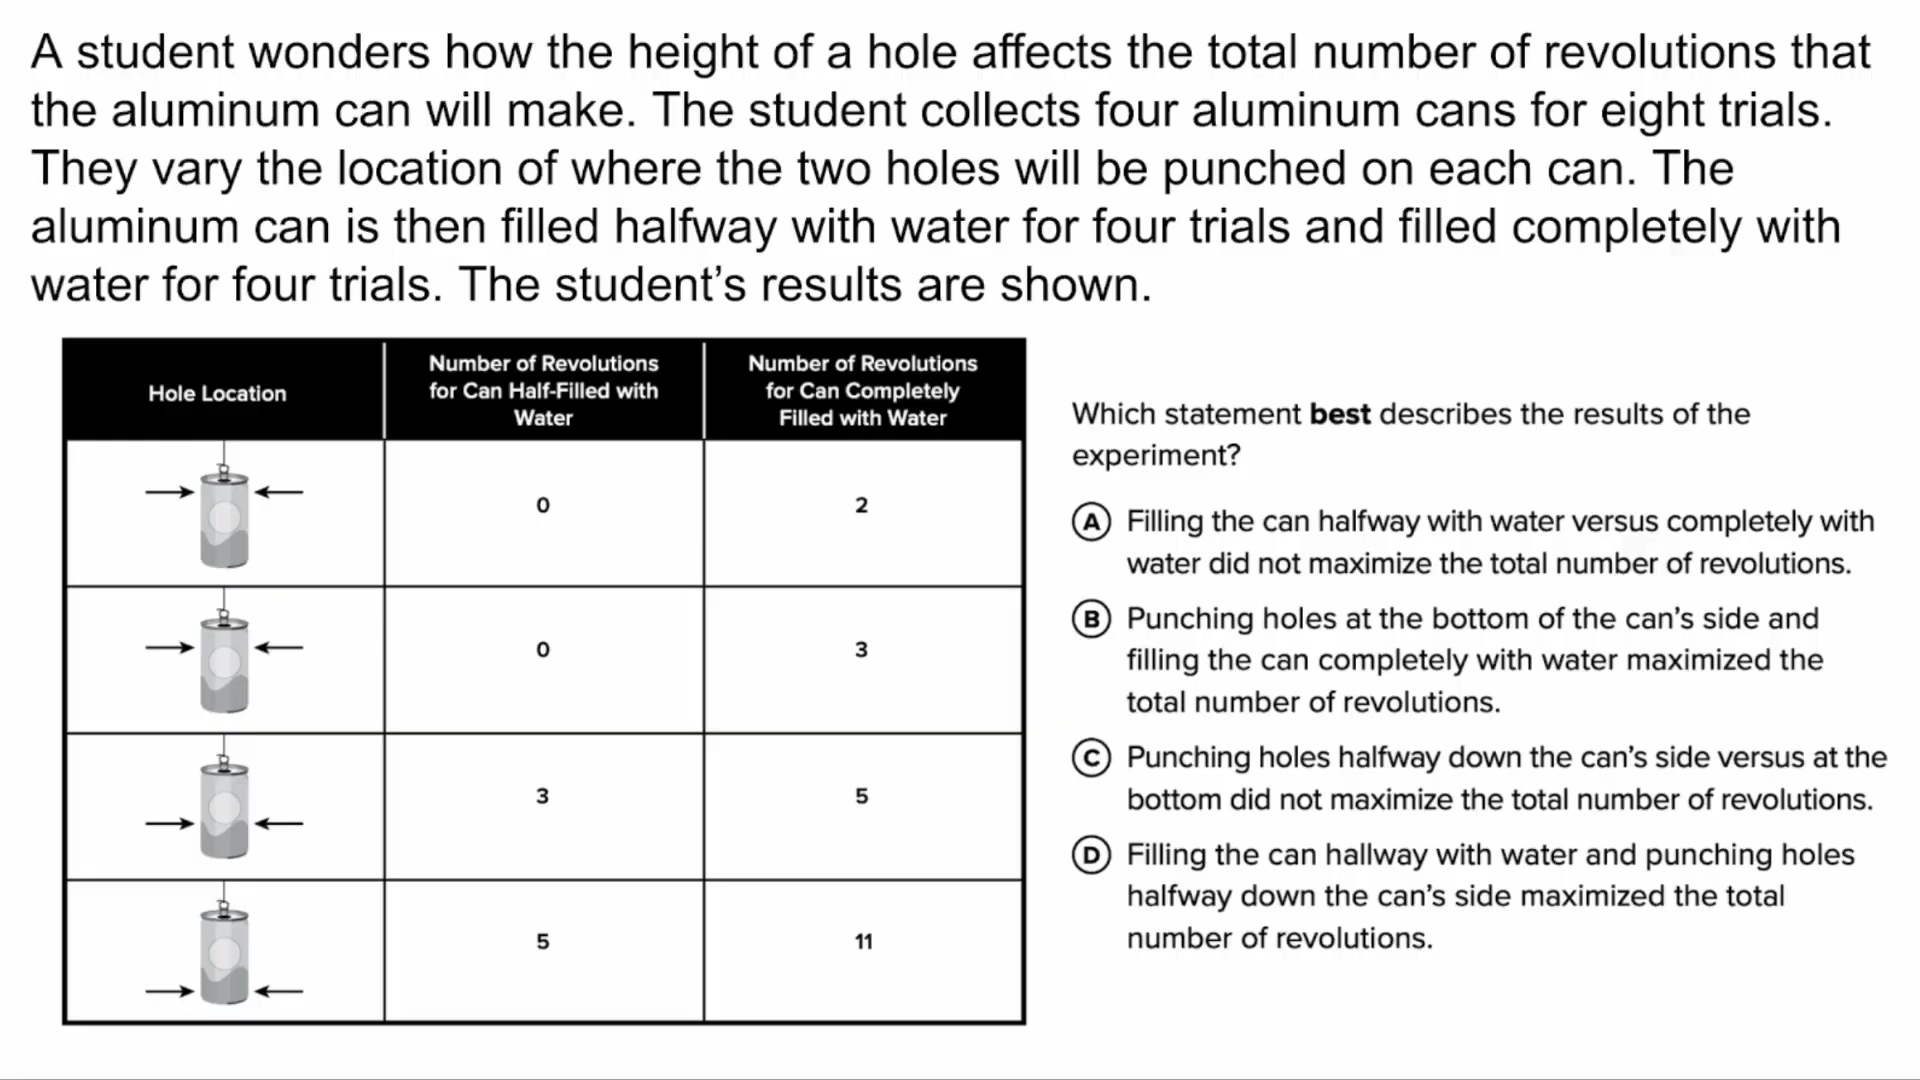 A student wonders how the height of a hole affects the total number of revolutions that
the aluminum can will make. The student collects four aluminum cans for eight trials.
They vary the location of where the two holes will be punched on each can. The
aluminum can is then filled halfway with water for four trials and filled completely with
water for four trials. The student’s results are shown.
Hole Location
Number of Revolutions
for Can Half-Filled with
Water
Number of Revolutions
for Can Completely
Filled with Water
0
2
0
3
3
5
5
11
Which statement best describes the results of the
experiment?
A Filling the can halfway with water versus completely with
water did not maximize the total number of revolutions.
B Punching holes at the bottom of the can’s side and
filling the can completely with water maximized the
total number of revolutions.
C Punching holes halfway down the can’s side versus at the
bottom did not maximize the total number of revolutions.
D Filling the can hallway with water and punching holes
halfway down the can’s side maximized the total
number of revolutions.